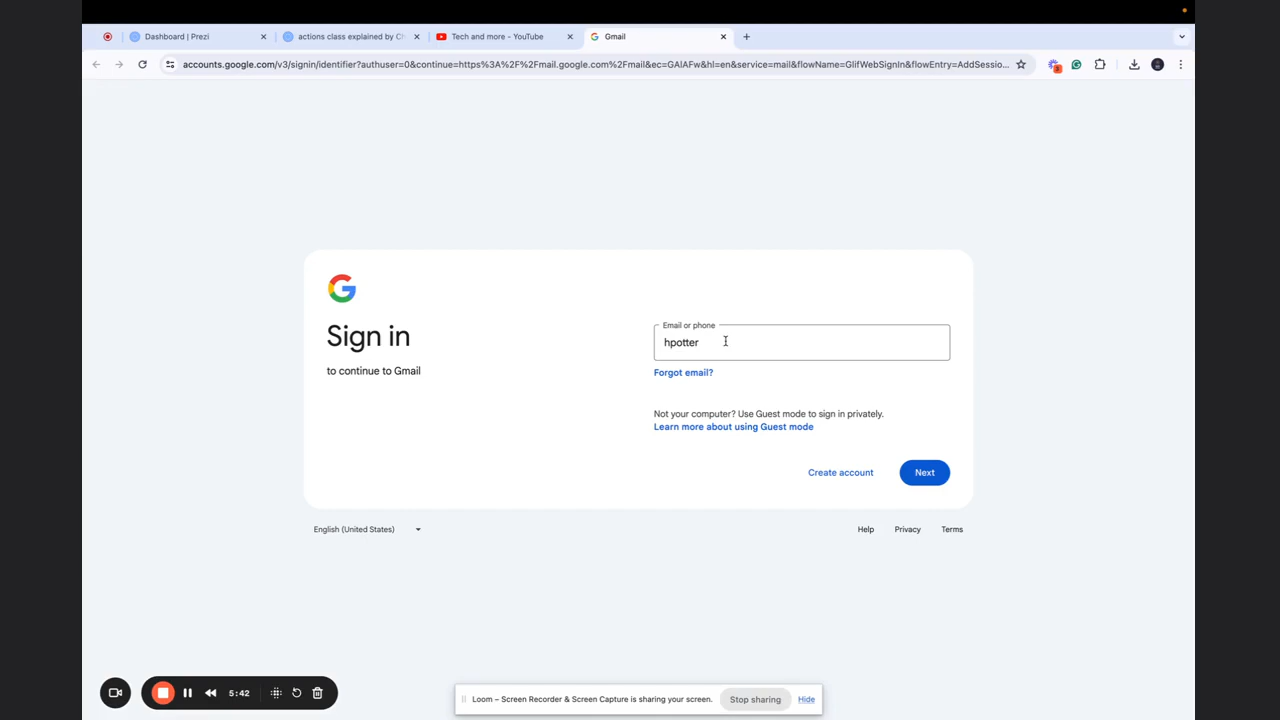 Dashboard | Prezi
actions class explained by Ch
Tech and more - YouTube
Gmail
accounts.google.com/v3/signin/identifier?authuser=0&continue=https%3A%2F%2Fmail.google.com%2Fmail&ec=GAlAFw&hl=en&service=mail&flowName=GlifWebSignIn&flowEntry=AddSessio...
Sign in
to continue to Gmail
Email or phone
hpotter
Forgot email?
Not your computer? Use Guest mode to sign in privately.
Learn more about using Guest mode
Create account
Next
English (United States)
Help
Privacy
Terms
5:42
Loom – Screen Recorder & Screen Capture is sharing your screen.
Stop sharing
Hide